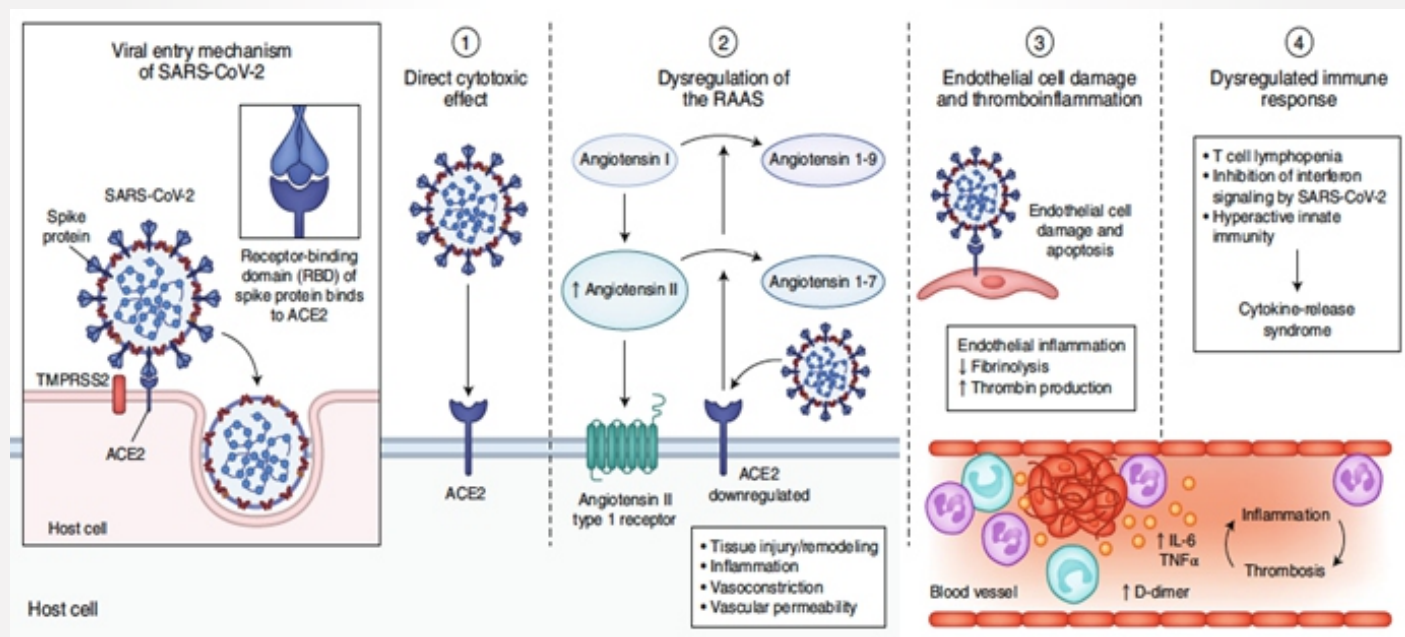 Viral entry mechanism
of SARS-CoV-2
SARS-CoV-2
Spike
protein
Receptor-binding
domain (RBD) of
spike protein binds
to ACE2
TMPRSS2
ACE2
Host cell
1
Direct cytotoxic
effect
ACE2
2
Dysregulation of
the RAAS
Angiotensin I
Angiotensin 1-9
↑ Angiotensin II
Angiotensin 1-7
Angiotensin II
type 1 receptor
ACE2
downregulated
• Tissue injury/remodeling
• Inflammation
• Vasoconstriction
• Vascular permeability
Host cell
3
Endothelial cell damage
and thromboinflammation
Endothelial cell
damage and
apoptosis
Endothelial inflammation
↓ Fibrinolysis
↑ Thrombin production
4
Dysregulated immune
response
• T cell lymphopenia
• Inhibition of interferon
signaling by SARS-CoV-2
• Hyperactive innate
immunity
Cytokine-release
syndrome
↑ IL-6
TNFα
Inflammation
Thrombosis
Blood vessel
↑ D-dimer